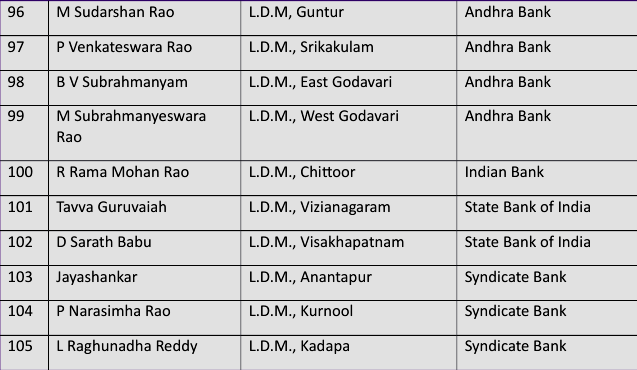 96 M Sudarshan Rao L.D.M, Guntur Andhra Bank
97 P Venkateswara Rao L.D.M., Srikakulam Andhra Bank
98 B V Subrahmanyam L.D.M., East Godavari Andhra Bank
99 M Subrahmanyeswara L.D.M., West Godavari Andhra Bank
Rao
100 R Rama Mohan Rao L.D.M., Chittoor Indian Bank
101 Tavva Guruvaiah L.D.M., Vizianagaram State Bank of India
102 D Sarath Babu L.D.M., Visakhapatnam State Bank of India
103 Jayashankar L.D.M., Anantapur Syndicate Bank
104 P Narasimha Rao L.D.M., Kurnool Syndicate Bank
105 L Raghunadha Reddy L.D.M., Kadapa Syndicate Bank